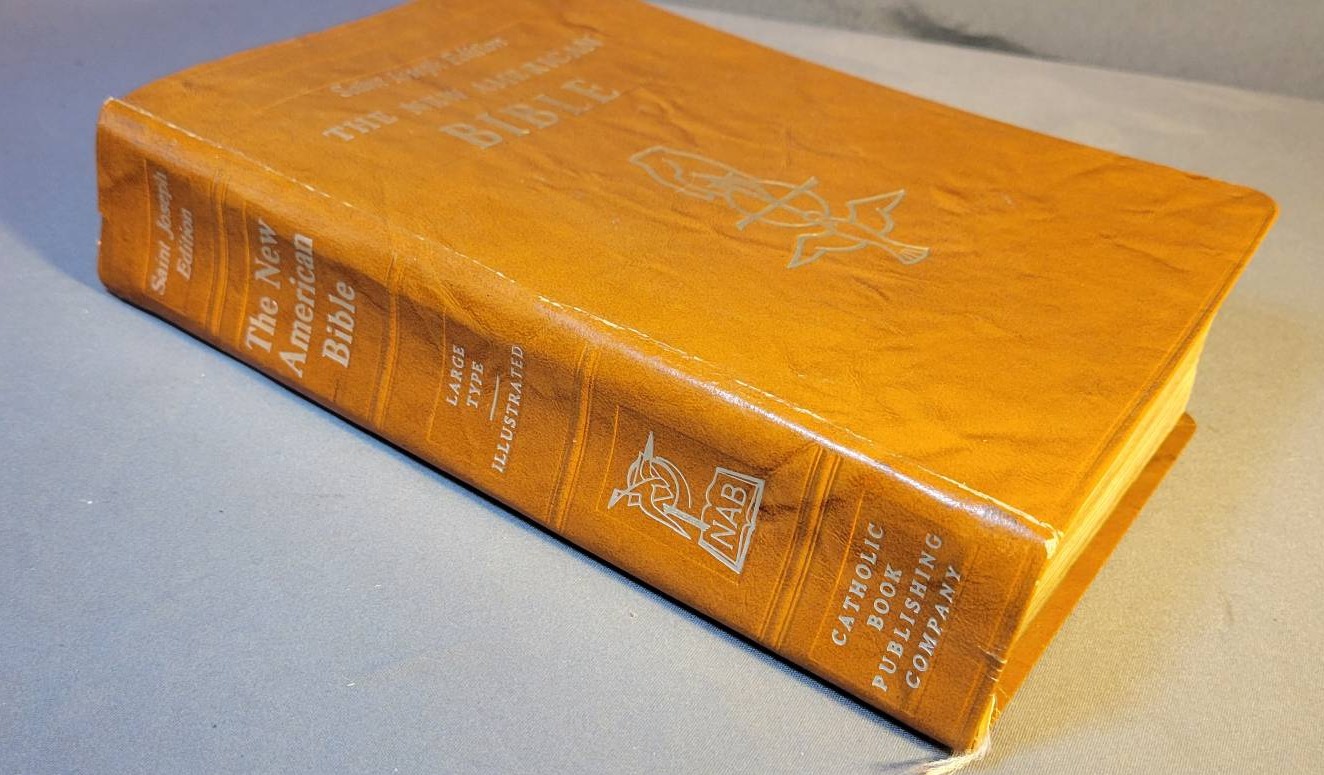 Saint Joseph Edition
THE NEW AMERICAN
BIBLE
Saint Joseph
Edition
The New
American
Bible
LARGE
TYPE
ILLUSTRATED
NAB
CATHOLIC
BOOK
PUBLISHING
COMPANY